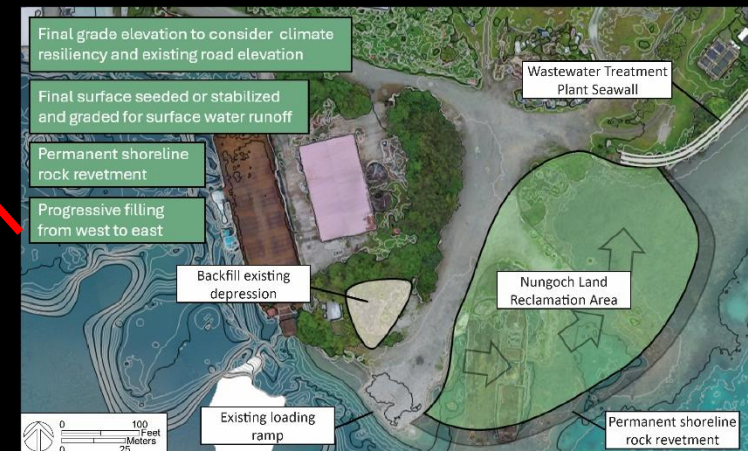 Final grade elevation to consider climate
resiliency and existing road elevation
Final surface seeded or stabilized
and graded for surface water runoff
Permanent shoreline
rock revetment
Progressive filling
from west to east
Wastewater Treatment
Plant Seawall
Backfill existing
depression
Nungoch Land
Reclamation Area
Existing loading
ramp
Permanent shoreline
rock revetment
0 100
Feet
Meters
0 25